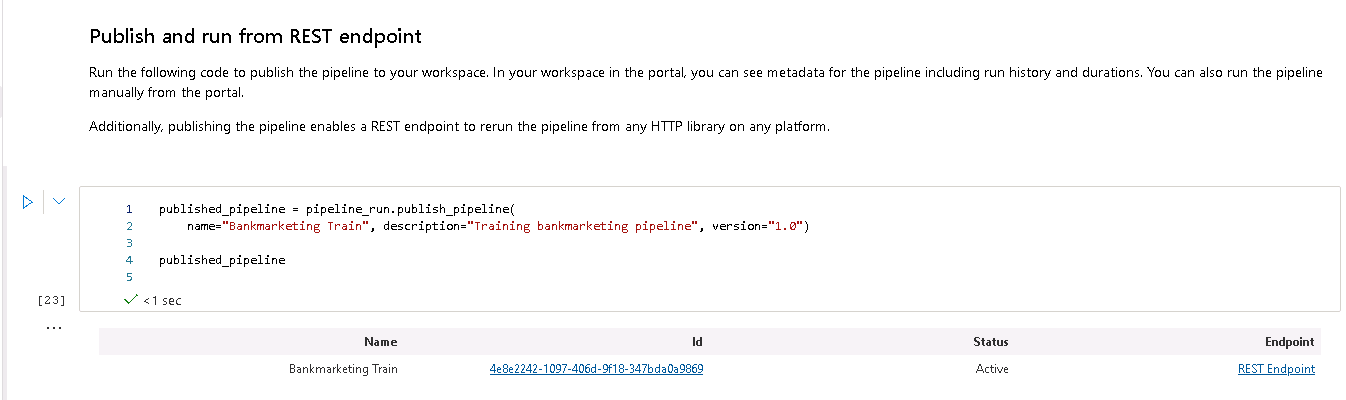 Publish and run from REST endpoint
Run the following code to publish the pipeline to your workspace. In your workspace in the portal, you can see metadata for the pipeline including run history and durations. You can also run the pipeline
manually from the portal.
Additionally, publishing the pipeline enables a REST endpoint to rerun the pipeline from any HTTP library on any platform.
1 published_pipeline = pipeline_run.publish_pipeline(
2     name="Bankmarketing Train", description="Training bankmarketing pipeline", version="1.0")
3
4 published_pipeline
5
[23] <1 sec
...
Name Id Status Endpoint
Bankmarketing Train 4e8e2242-1097-406d-9f18-347bda0a9869 Active REST Endpoint